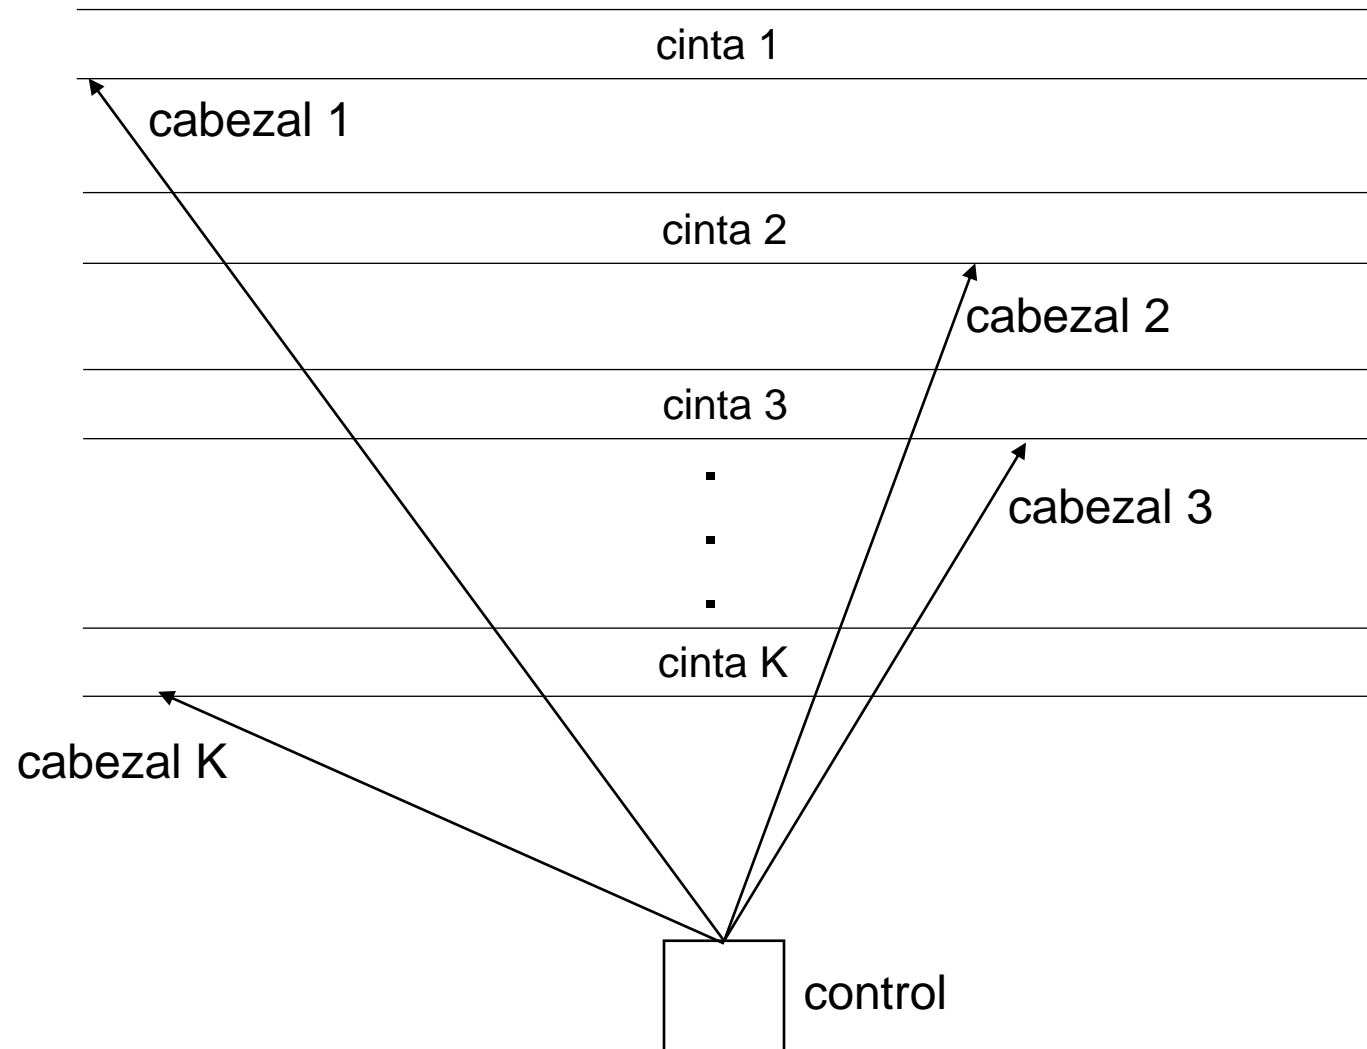 cinta 1
cabezal 1
cinta 2
cabezal 2
cinta 3
cabezal 3
cinta K
cabezal K
control